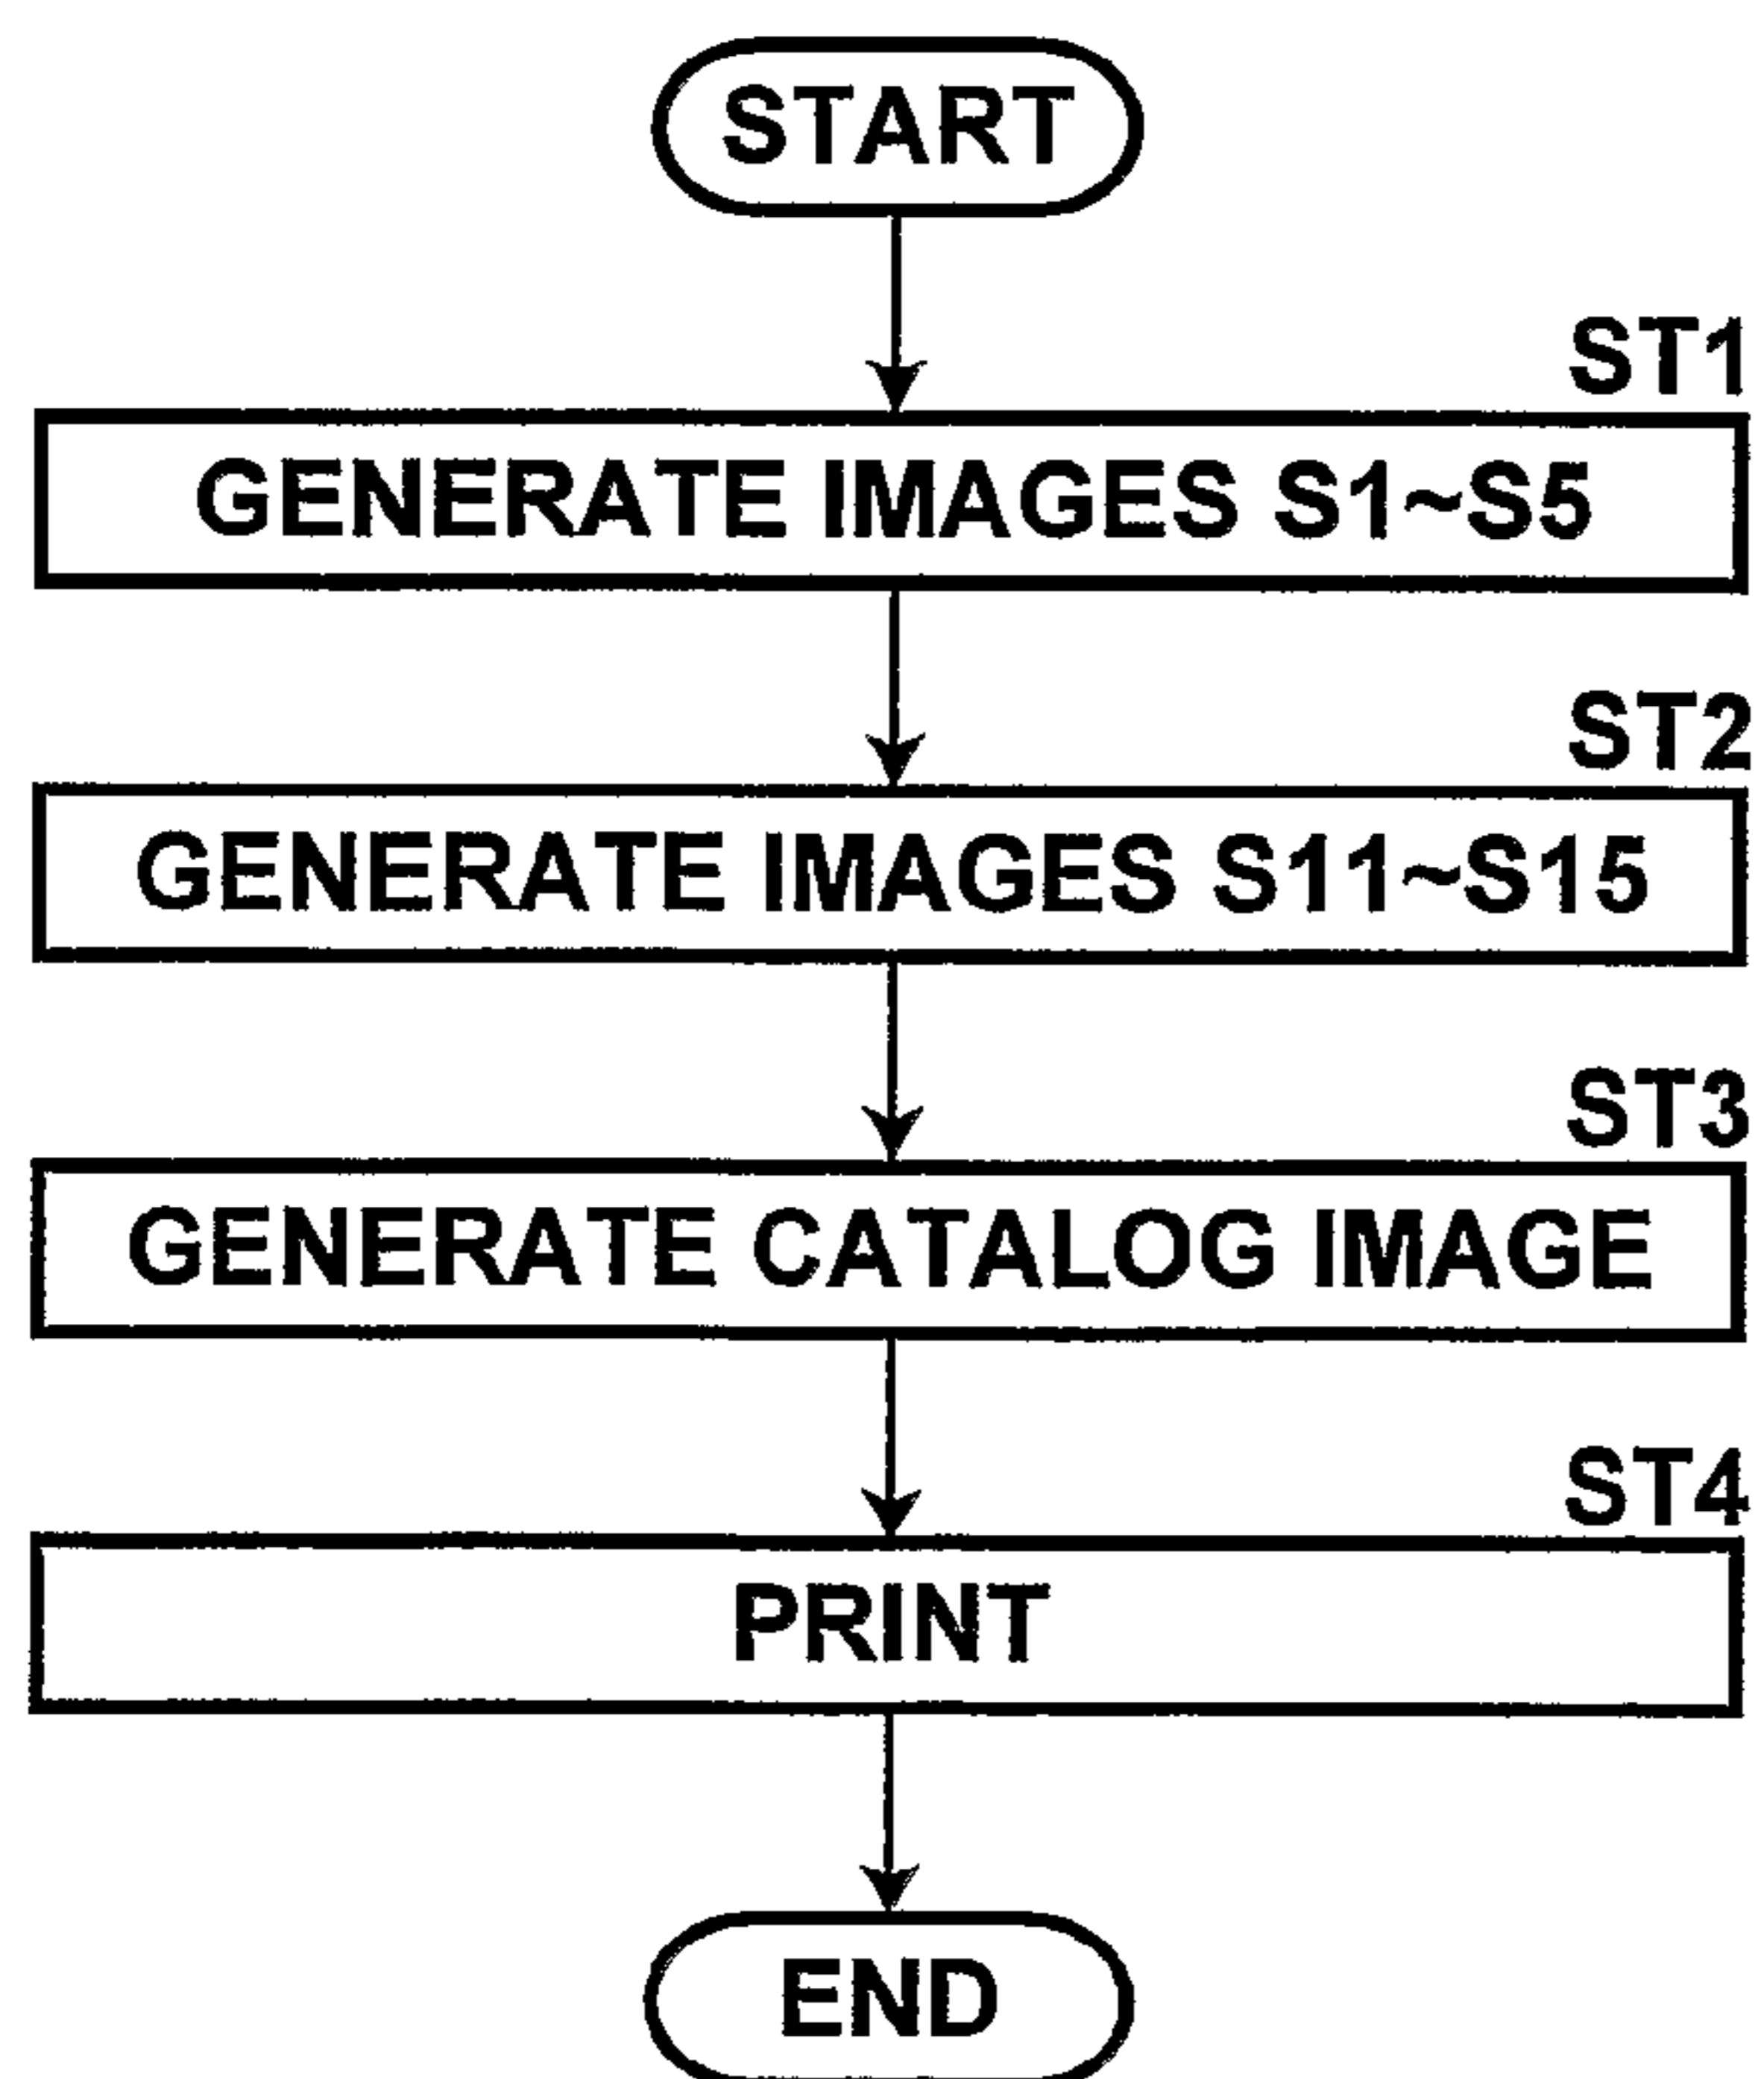 START
ST1
GENERATE IMAGES S1~S5
ST2
GENERATE IMAGES S11~S15
ST3
GENERATE CATALOG IMAGE
ST4
PRINT
END